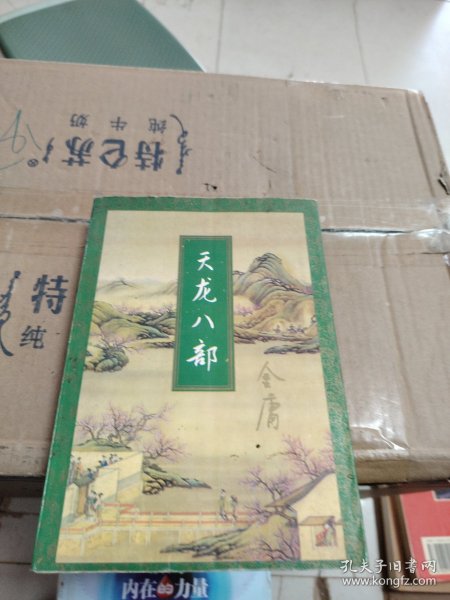 特仑苏
纯牛奶
特
纯
天龙八部
金庸
内在的力量
孔夫子旧书网
www.kongfz.com